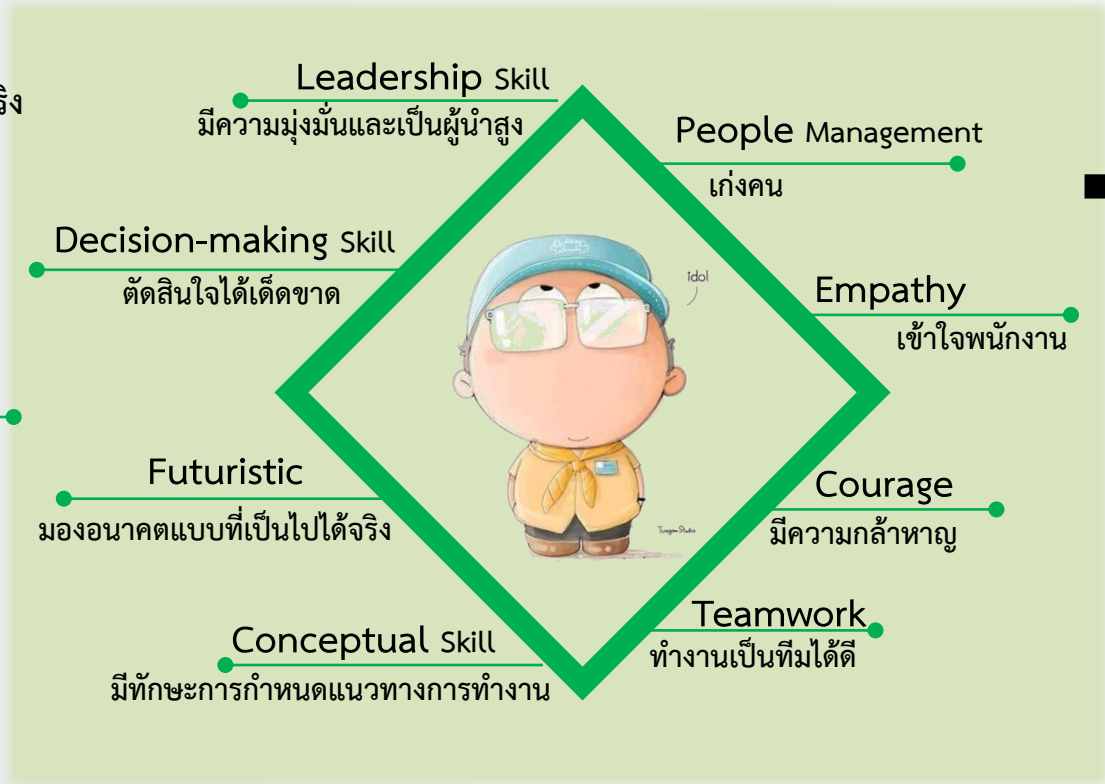 ริง
Leadership Skill
มีความมุ่งมั่นและเป็นผู้นำสูง
People Management
เก่งคน
Decision-making Skill
ตัดสินใจได้เด็ดขาด
idol
Empathy
เข้าใจพนักงาน
Futuristic
มองอนาคตแบบที่เป็นไปได้จริง
Courage
มีความกล้าหาญ
Teamwork
ทำงานเป็นทีมได้ดี
Conceptual Skill
มีทักษะการกำหนดแนวทางการทำงาน